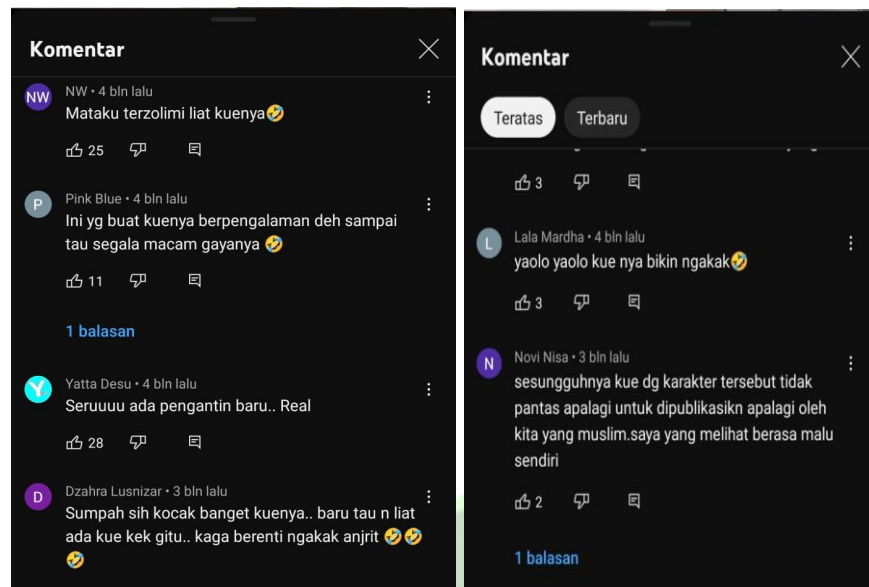 Komentar
NW
NW • 4 bln lalu
Mataku terzolimi liat kuenya🤣
25
P
Pink Blue • 4 bln lalu
Ini yg buat kuenya berpengalaman deh sampai
tau segala macam gayanya 🤣
11
1 balasan
Y
Yatta Desu • 4 bln lalu
Seruuuu ada pengantin baru.. Real
28
D
Dzahra Lusnizar • 3 bln lalu
Sumpah sih kocak banget kuenya.. baru tau n liat
ada kue kek gitu.. kaga berenti ngakak anjrit 🤣🤣
🤣
Komentar
Teratas
Terbaru
3
L
Lala Mardha • 4 bln lalu
yaolo yaolo kue nya bikin ngakak🤣
3
N
Novi Nisa • 3 bln lalu
sesungguhnya kue dg karakter tersebut tidak
pantas apalagi untuk dipublikasikn apalagi oleh
kita yang muslim.saya yang melihat berasa malu
sendiri
2
1 balasan